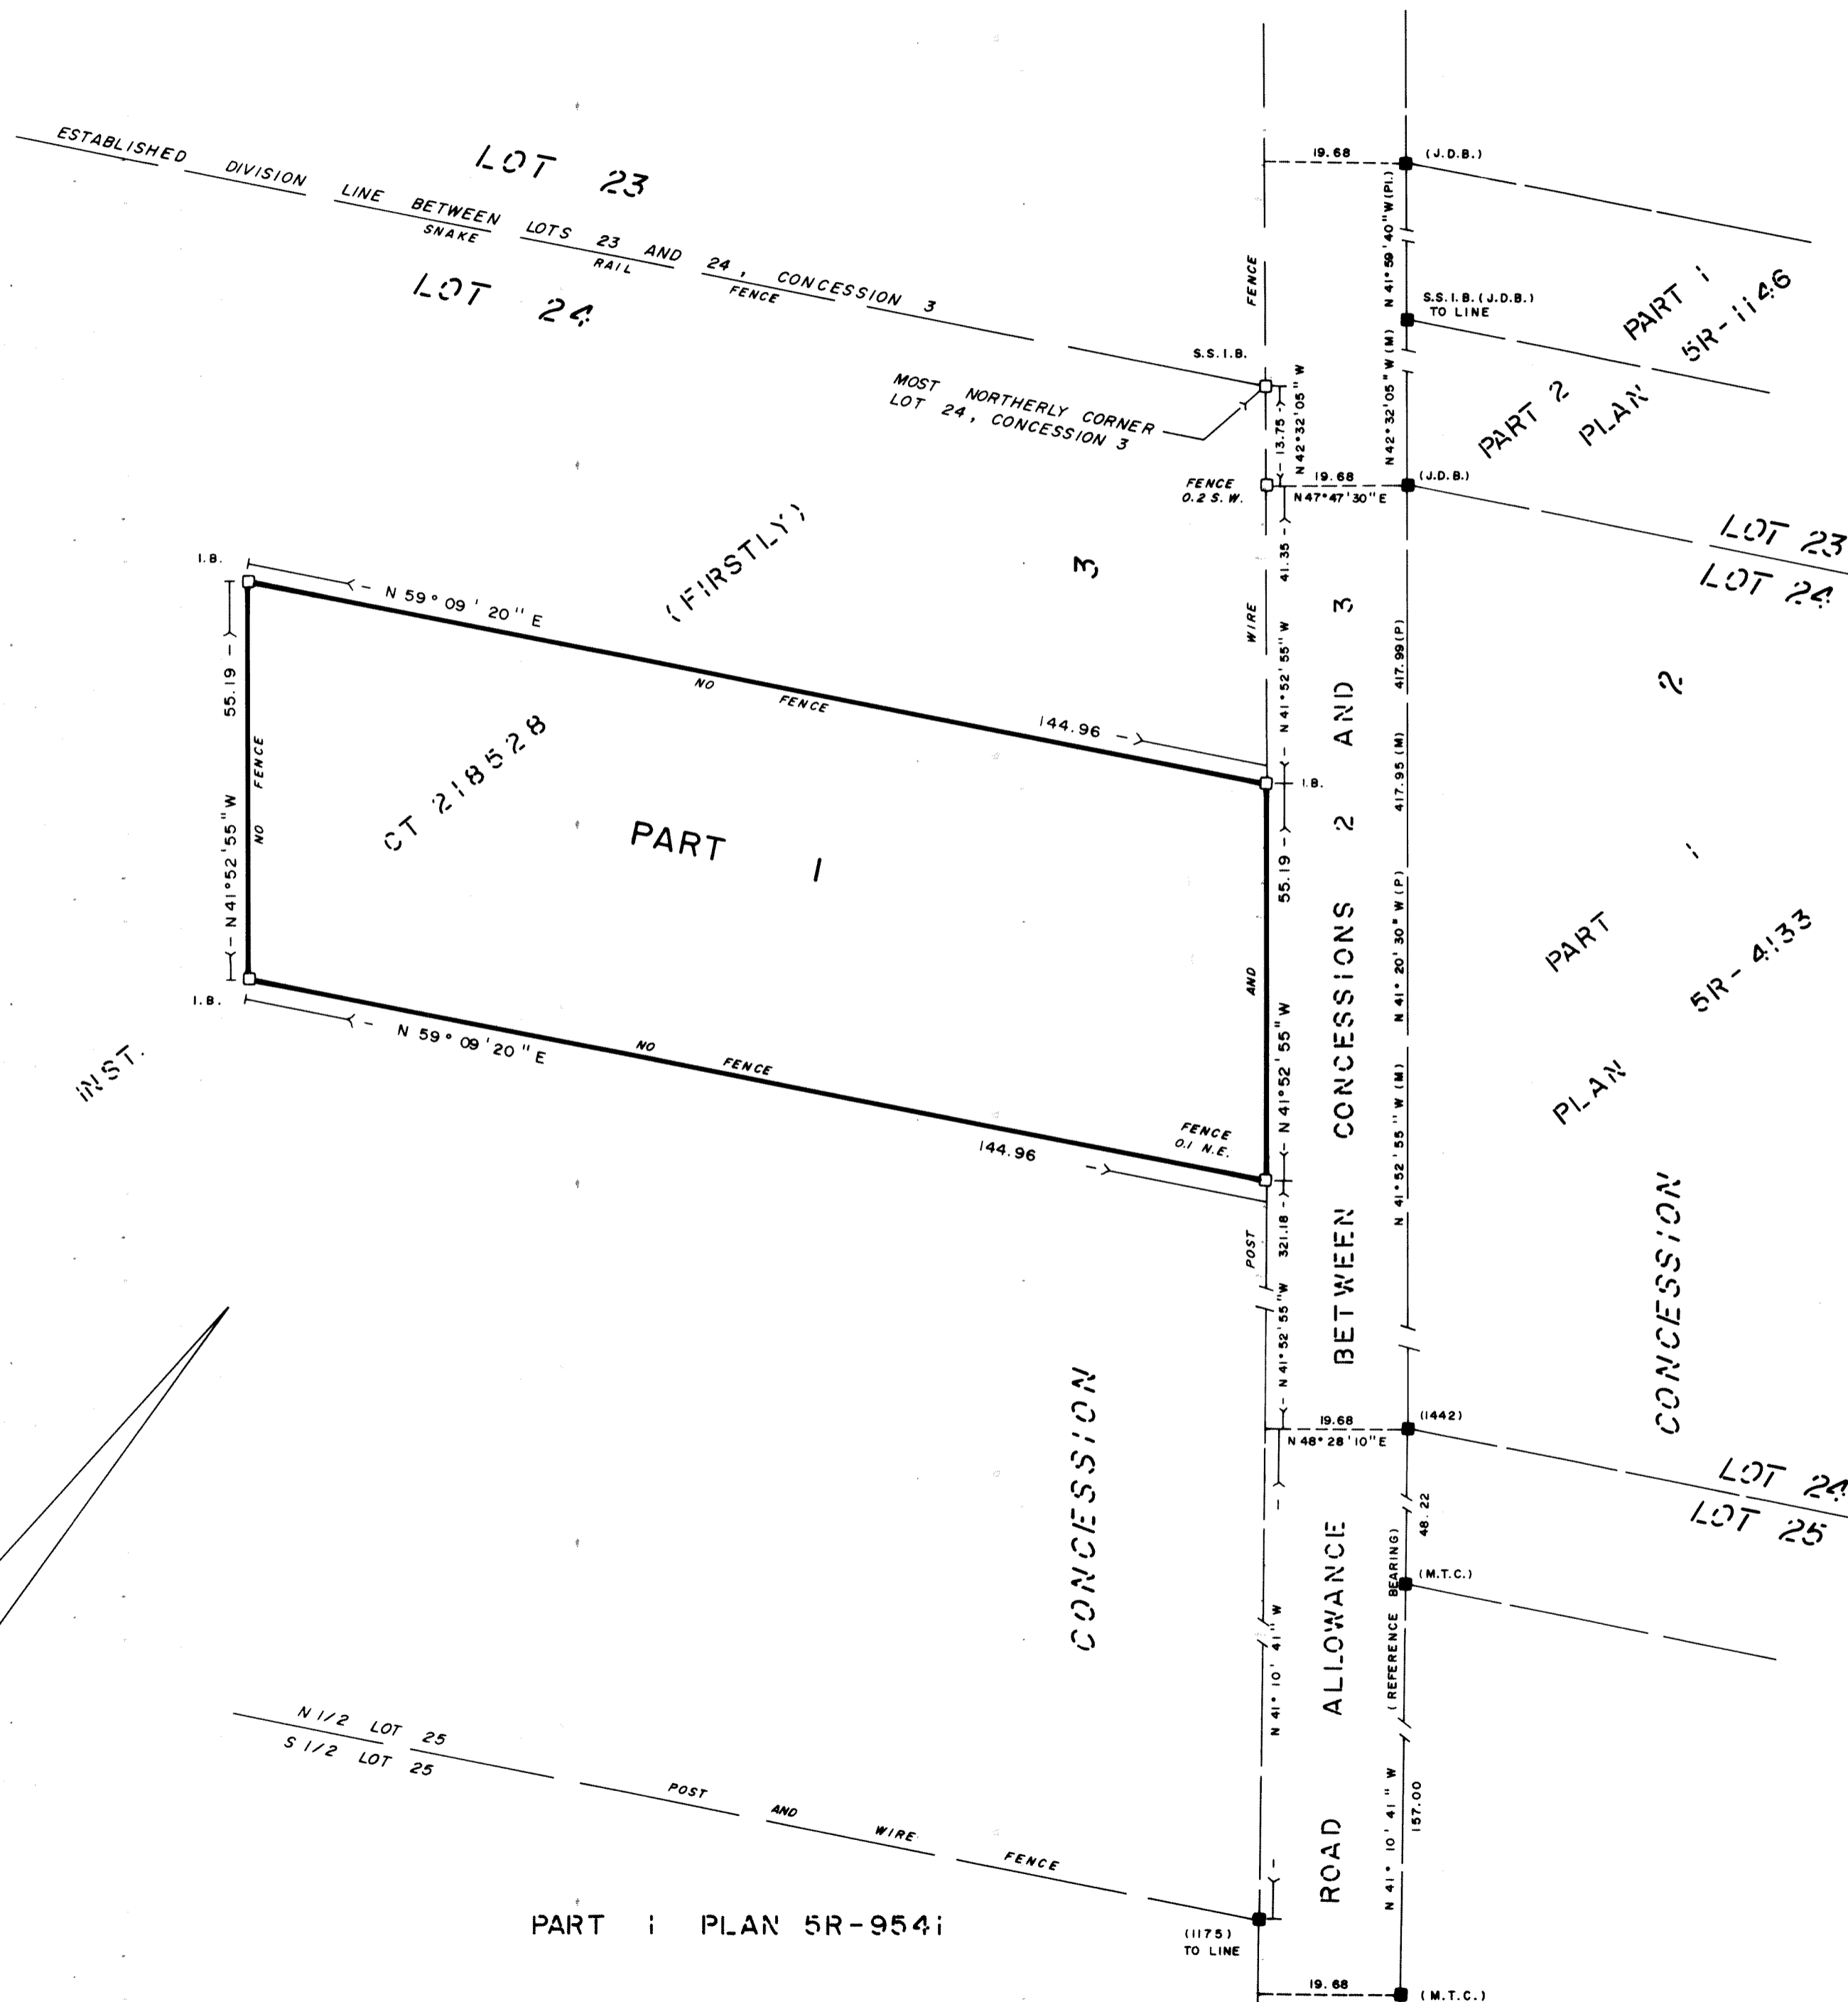 ESTABLISHED DIVISION LINE BETWEEN LOTS 23 AND 24, CONCESSION 3
SNAKE RAIL FENCE
LOT 23
LOT 24
19.68
(J.D.B.)
N 41°59'40" W (Pl.)
S.S.I.B. (J.D.B.)
TO LINE
PART 1
5R-1146
PART 2
PLAN
FENCE
S.S.I.B.
MOST NORTHERLY CORNER
LOT 24, CONCESSION 3
13.75
N 42°32'05" W
N 42°32'05" W (M)
FENCE
0.2 S.W.
19.68
N 47°47'30" E
(J.D.B.)
LOT 23
LOT 24
(FIRSTLY)
3,
41.35
N 41°52'55" W
WIRE
417.99 (P)
417.95 (M)
2
I.B.
N 59°09'20" E
NO FENCE
144.96
I.B.
55.19
NO FENCE
N 41°52'55" W
CT 218528
PART 1
55.19
AND
N 41°52'55" W
N 41°20'30" W (P)
N 41°52'55" W (M)
PART 1
5R-4133
PLAN
I.B.
N 59°09'20" E
NO FENCE
144.96
FENCE
0.1 N.E.
INST.
POST
321.18
N 41°52'55" W
ROAD ALLOWANCE BETWEEN CONCESSIONS 2 AND 3
CONCESSION
CONCESSION
19.68
N 48°28'10" E
(1442)
LOT 24
LOT 25
48.22
(M.T.C.)
(REFERENCE BEARING)
N 41°10'41" W
N 41°10'41" W
157.00
N 1/2 LOT 25
S 1/2 LOT 25
POST AND WIRE FENCE
PART 1 PLAN 5R-9541
(1175)
TO LINE
19.68
(M.T.C.)